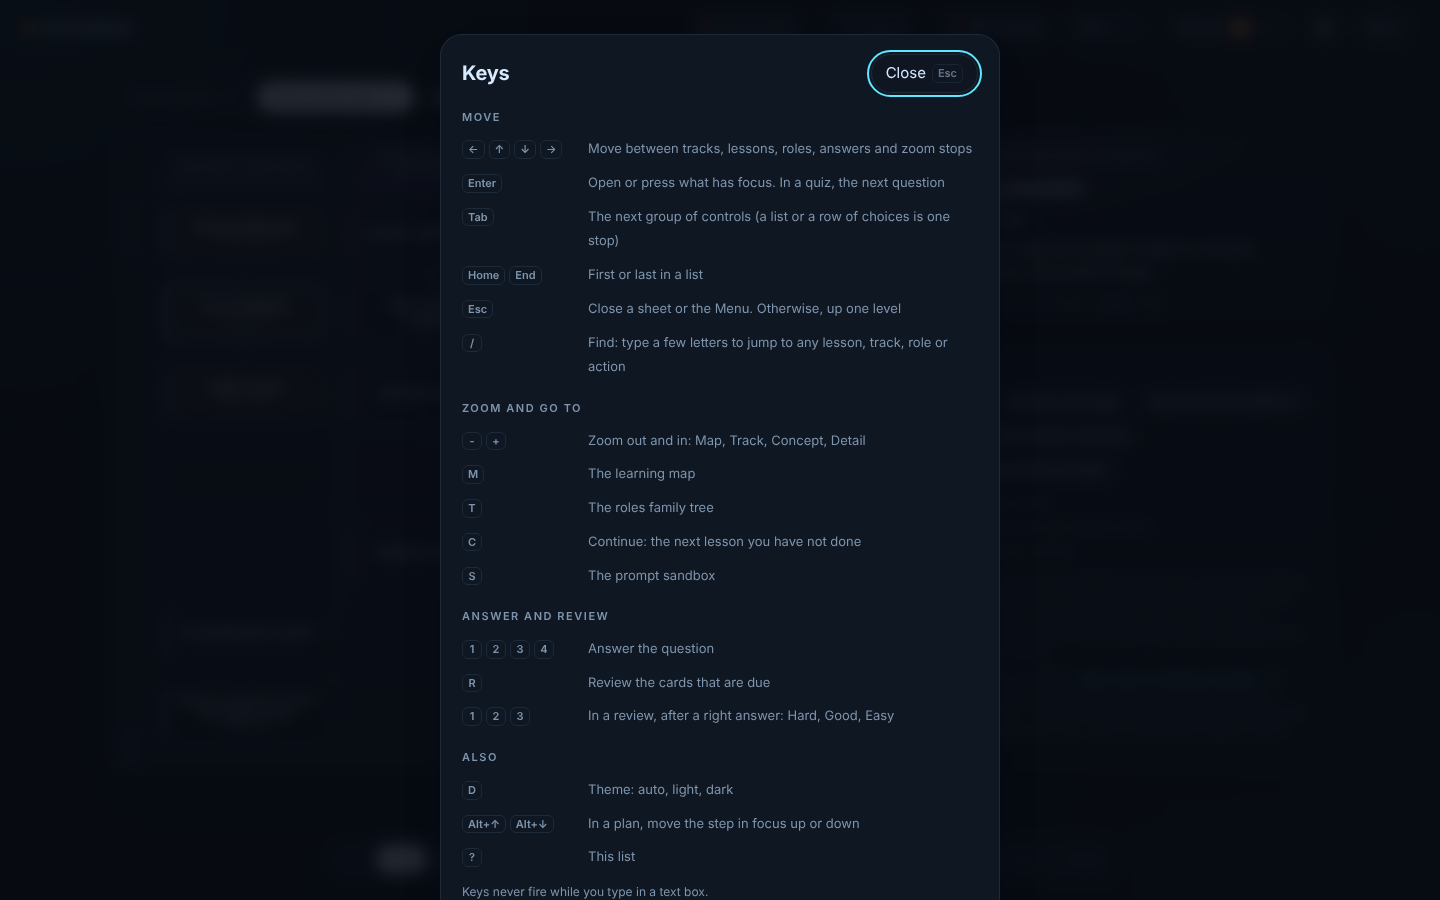 Keys
Close Esc
MOVE
← ↑ ↓ → Move between tracks, lessons, roles, answers and zoom stops
Enter Open or press what has focus. In a quiz, the next question
Tab The next group of controls (a list or a row of choices is one
stop)
Home End First or last in a list
Esc Close a sheet or the Menu. Otherwise, up one level
/ Find: type a few letters to jump to any lesson, track, role or
action
ZOOM AND GO TO
- + Zoom out and in: Map, Track, Concept, Detail
M The learning map
T The roles family tree
C Continue: the next lesson you have not done
S The prompt sandbox
ANSWER AND REVIEW
1 2 3 4 Answer the question
R Review the cards that are due
1 2 3 In a review, after a right answer: Hard, Good, Easy
ALSO
D Theme: auto, light, dark
Alt+↑ Alt+↓ In a plan, move the step in focus up or down
? This list
Keys never fire while you type in a text box.